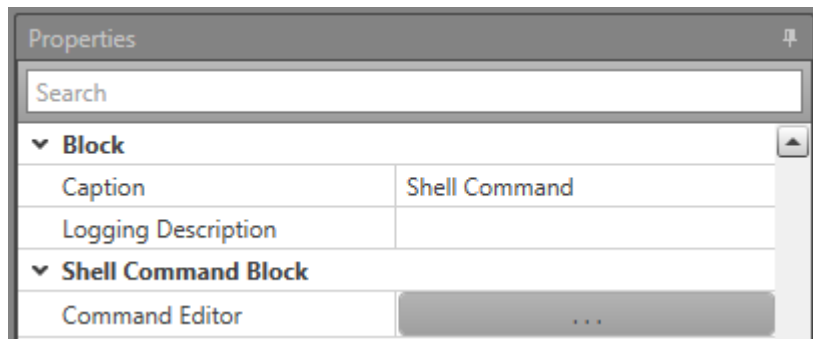 Properties
Search
Block
Caption Shell Command
Logging Description
Shell Command Block
Command Editor ...